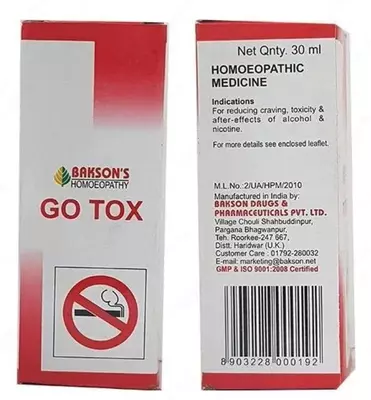 BAKSON'S
HOMOEOPATHY
GO TOX
Net Qnty. 30 ml
HOMOEOPATHIC
MEDICINE
Indications
For reducing craving, toxicity &
after-effects of alcohol &
nicotine.
For more details see enclosed leaflet.
M.L.No.:2/UA/HPM/2010
Manufactured in India by:
BAKSON DRUGS &
PHARMACEUTICALS PVT. LTD.
Village Chouli Shahbuddinpur,
Pargana Bhagwanpur,
Teh. Roorkee-247 667,
Distt. Haridwar (U.K.)
Customer Care : 01792-280032
E-mail: marketing@bakson.net
GMP & ISO 9001:2008 Certified
8903228 000192